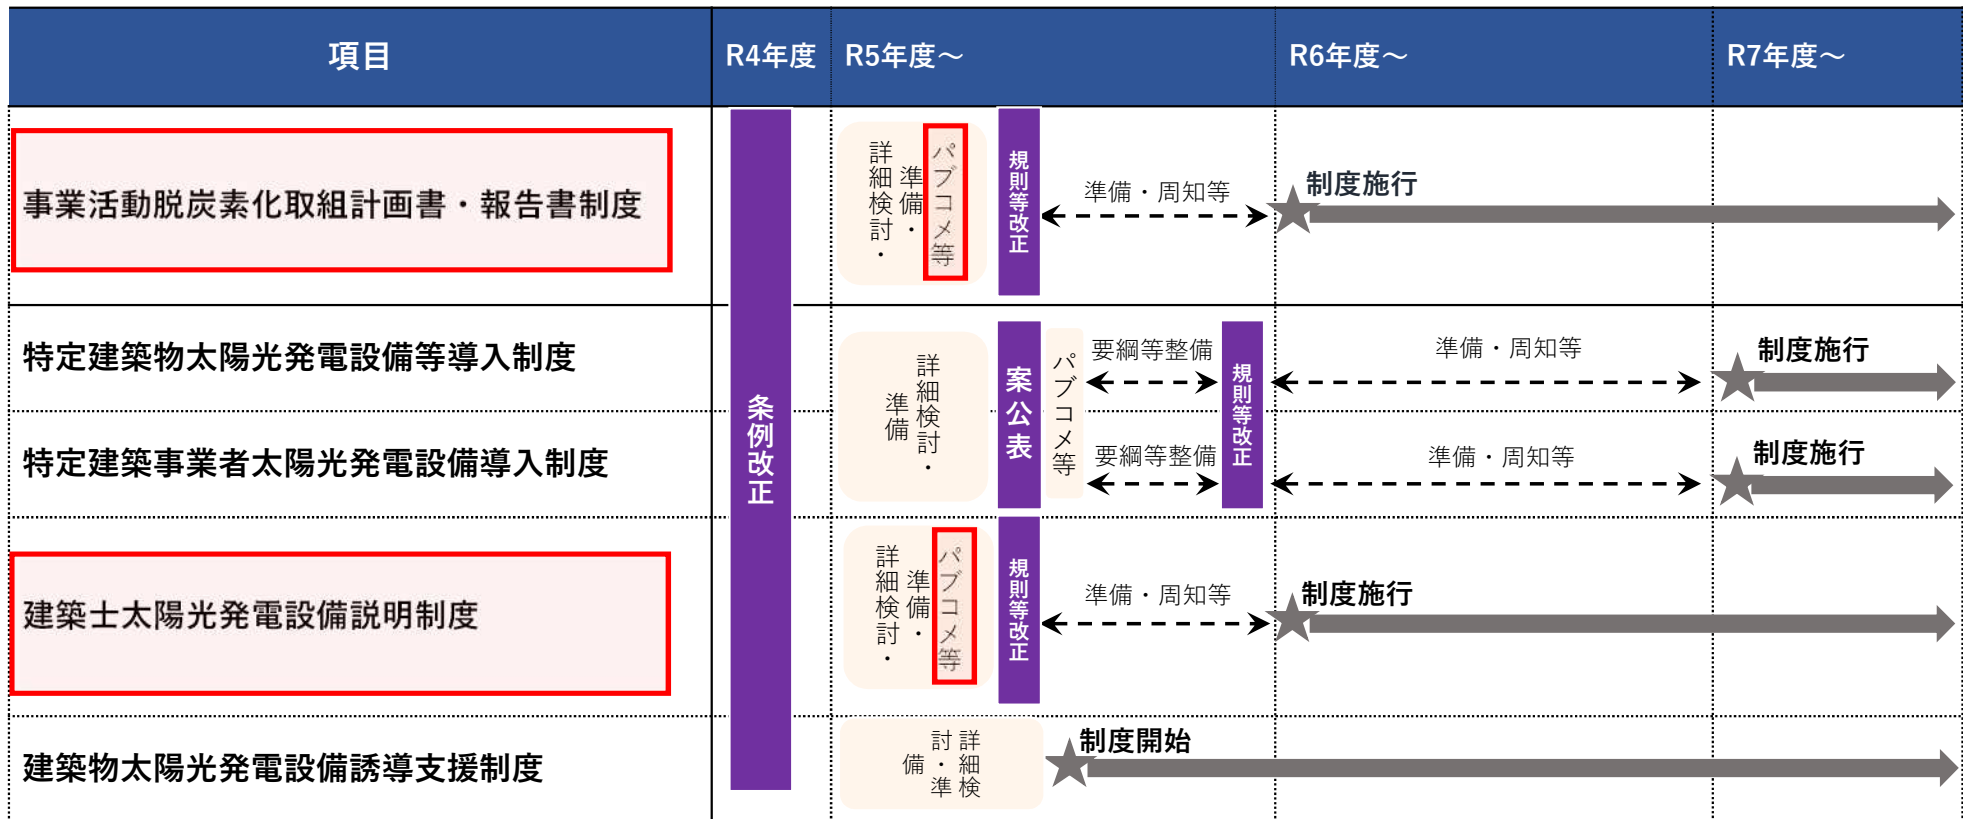 項目
R4年度
R5年度～
R6年度～
R7年度～
条例改正
事業活動脱炭素化取組計画書・報告書制度
詳細検討・
準備・
パブコメ等
規則等改正
準備・周知等
制度施行
特定建築物太陽光発電設備等導入制度
特定建築事業者太陽光発電設備導入制度
詳細検討・
準備
案公表
パブコメ等
要綱等整備
要綱等整備
規則等改正
準備・周知等
準備・周知等
制度施行
制度施行
建築士太陽光発電設備説明制度
詳細検討・
準備・
パブコメ等
規則等改正
準備・周知等
制度施行
建築物太陽光発電設備誘導支援制度
詳細検
討・準
備
制度開始